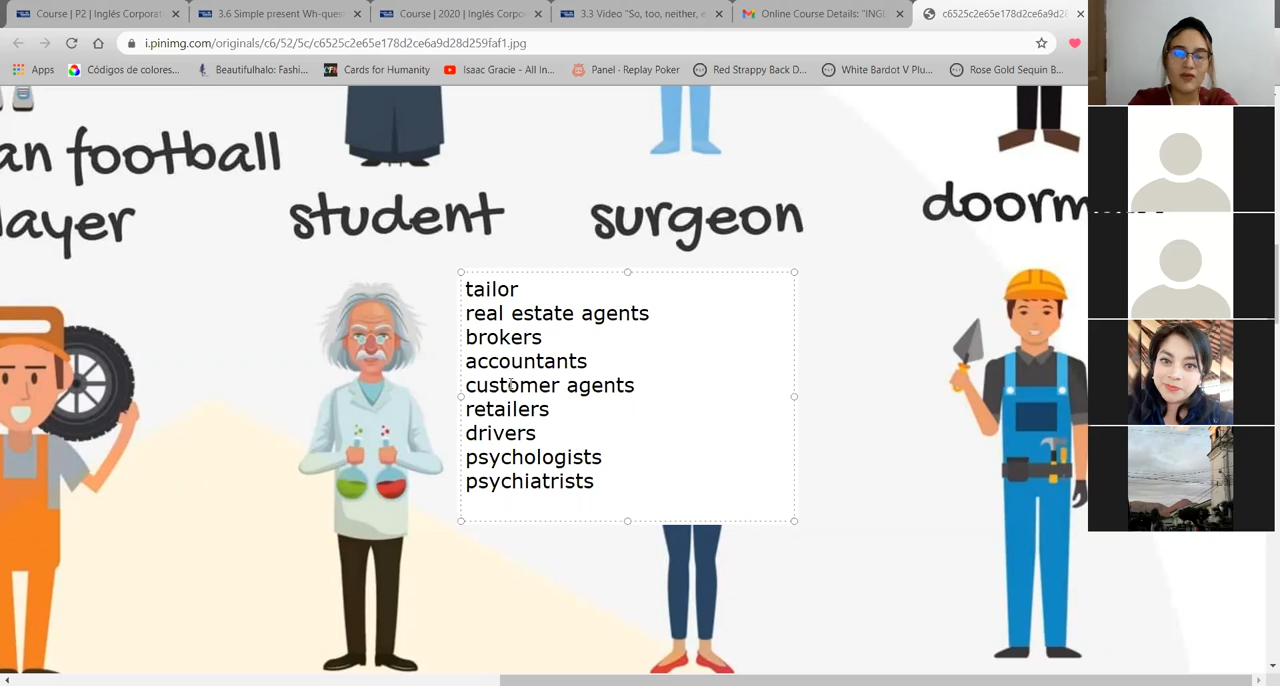 Course | P2 | Inglés Corporat
3.6 Simple present Wh-ques
Course | 2020 | Inglés Corpo
3.3 Video "So, too, neither, e
Online Course Details: "INGL
c6525c2e65e178d2ce6a9d28d
i.pinimg.com/originals/c6/52/5c/c6525c2e65e178d2ce6a9d28d259faf1.jpg
Apps
Códigos de colores...
Beautifulhalo: Fashi...
Cards for Humanity
Isaac Gracie - All In...
Panel · Replay Poker
Red Strappy Back D...
White Bardot V Plu...
Rose Gold Sequin B...
an football
layer
student
surgeon
doorm
tailor
real estate agents
brokers
accountants
customer agents
retailers
drivers
psychologists
psychiatrists